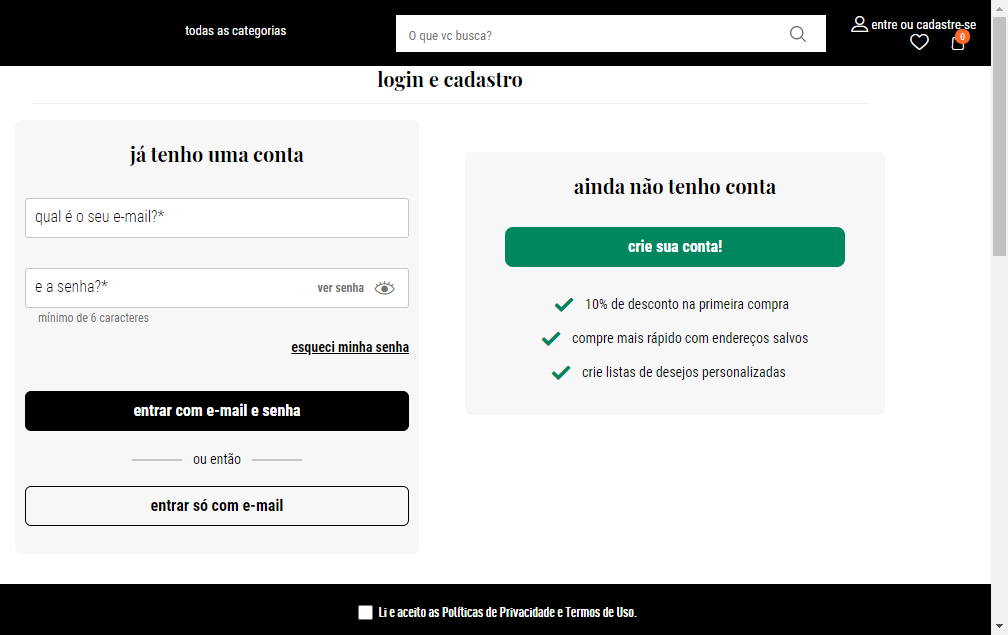 todas as categorias
O que vc busca?
entre ou cadastre-se
0
login e cadastro
já tenho uma conta
qual é o seu e-mail?*
e a senha?*
ver senha
mínimo de 6 caracteres
esqueci minha senha
entrar com e-mail e senha
ou então
entrar só com e-mail
ainda não tenho conta
crie sua conta!
10% de desconto na primeira compra
compre mais rápido com endereços salvos
crie listas de desejos personalizadas
Li e aceito as Políticas de Privacidade e Termos de Uso.